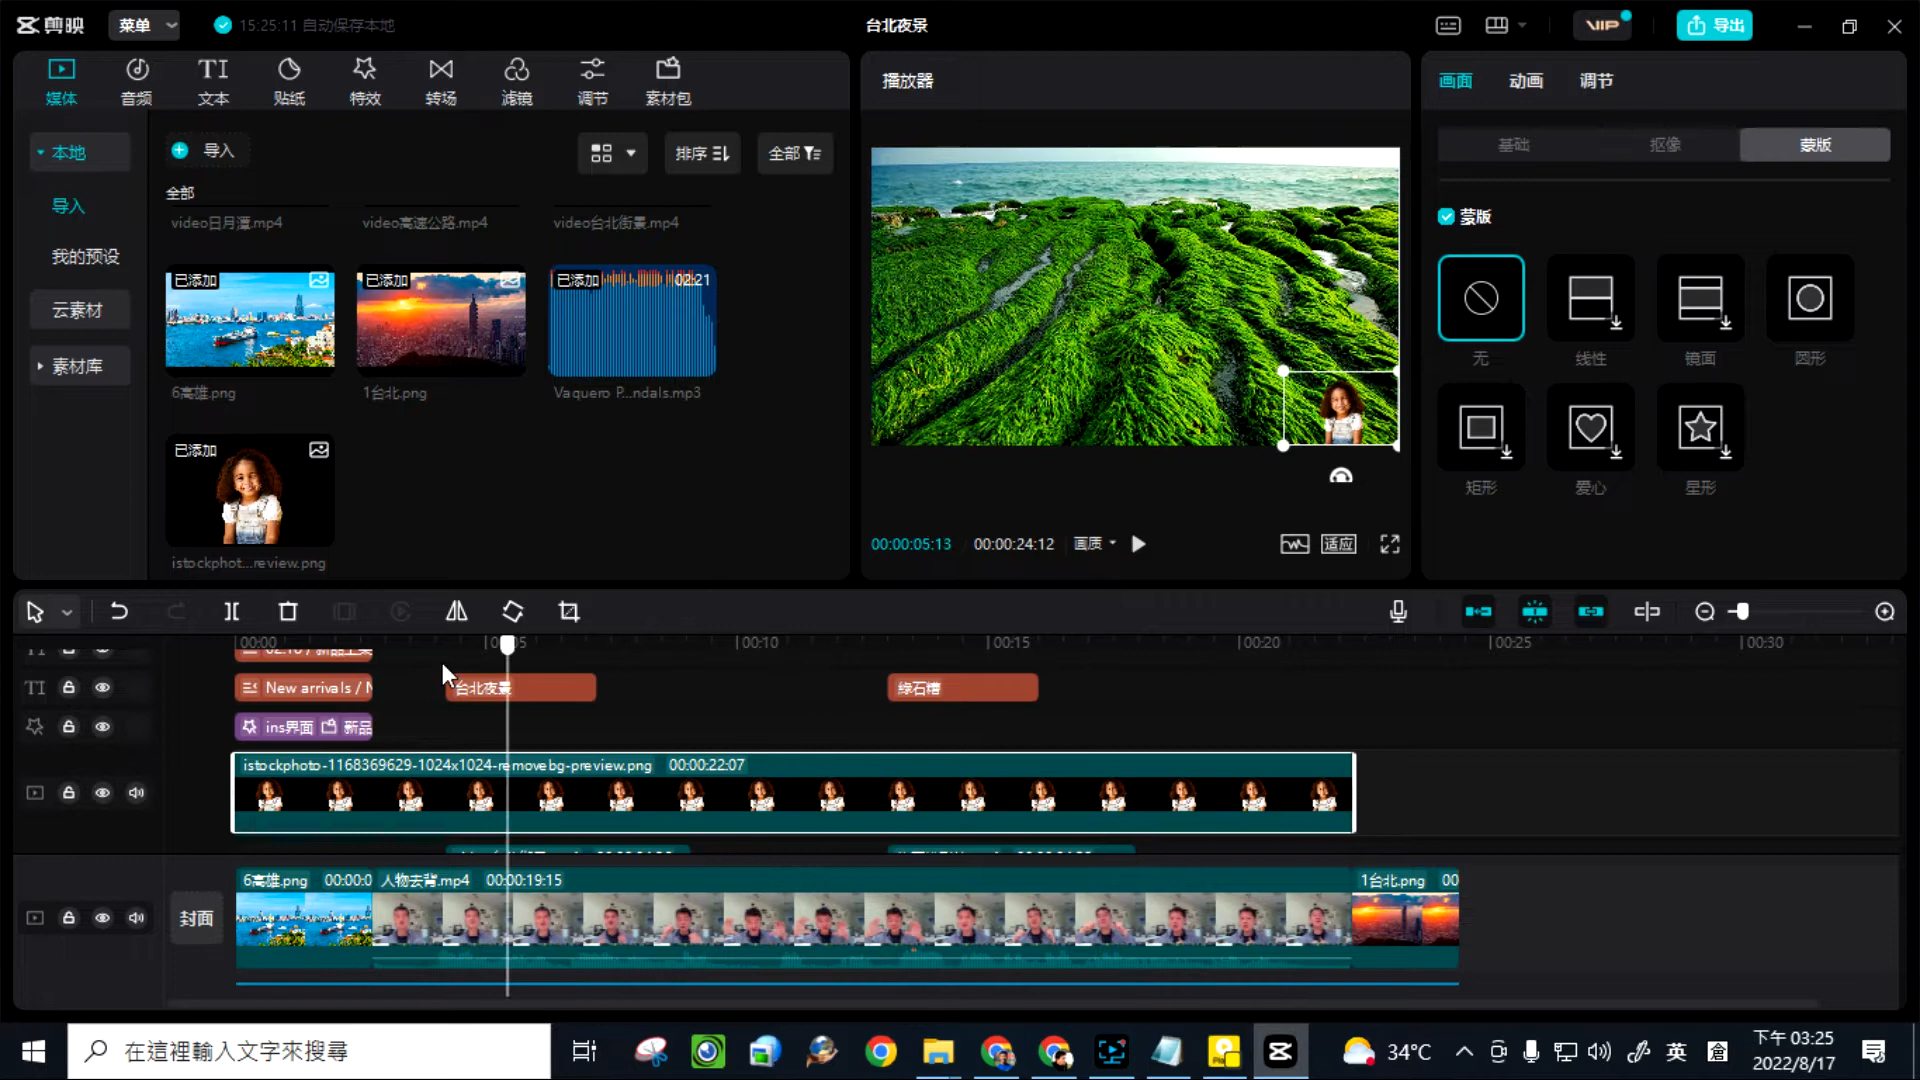 剪映
菜单
15:25:11 自动保存本地
台北夜景
VIP
导出
媒体
音频
文本
贴纸
特效
转场
滤镜
调节
素材包
本地
导入
我的预设
云素材
素材库
导入
排序
全部
全部
video日月潭.mp4
video高速公路.mp4
video台北街景.mp4
已添加
6高雄.png
已添加
1台北.png
已添加
02:21
Vaquero P...ndals.mp3
已添加
istockphot...review.png
播放器
00:00:05:13
00:00:24:12
画质
适应
画面
动画
调节
基础
抠像
蒙版
蒙版
无
线性
镜面
圆形
矩形
爱心
星形
00:00
00:10
00:15
00:20
00:25
00:30
New arrivals / N
台北夜景
綠石槽
ins界面
新品
istockphoto-1168369629-1024x1024-removebg-preview.png 00:00:22:07
封面
6高雄.png 00:00:0
人物去背.mp4 00:00:19:15
1台北.png 00
在這裡輸入文字來搜尋
34°C
英
倉
下午 03:25
2022/8/17